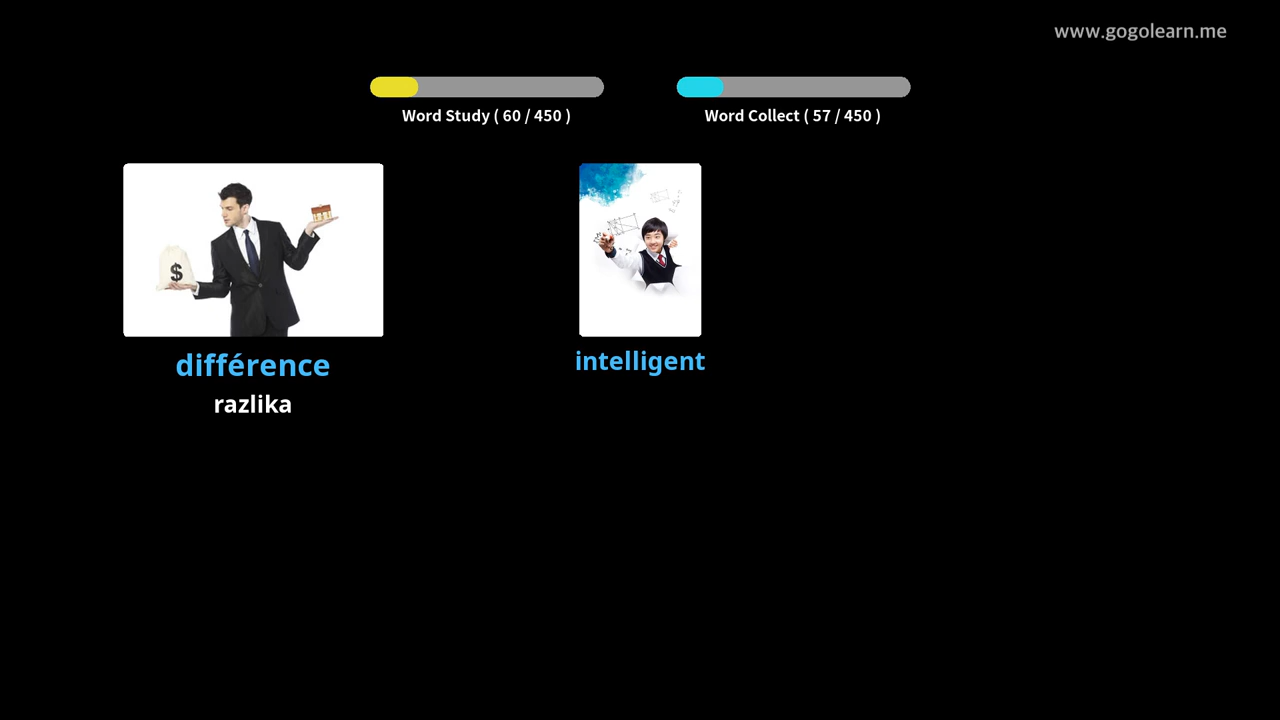 www.gogolearn.me
Word Study ( 60 / 450 )
Word Collect ( 57 / 450 )
$
différence
razlika
intelligent